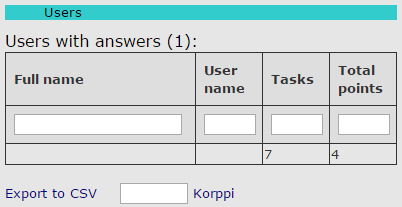 Users
Users with answers (1):
Full name User name Tasks Total points
7 4
Export to CSV Korppi